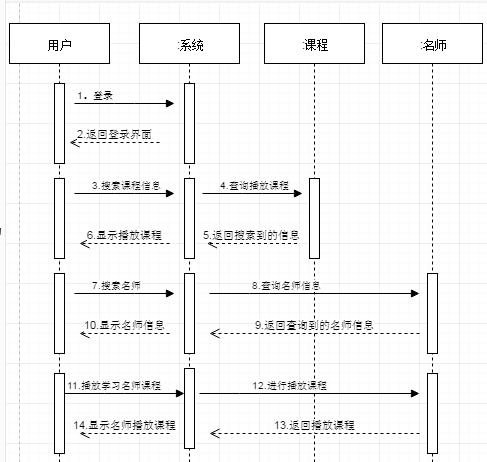 用户
:系统
:课程
:名师
1、登录
2.返回登录界面
3.搜索课程信息
4.查询播放课程
6.显示播放课程
5.返回搜索到的信息
7.搜索名师
8.查询名师信息
10.显示名师信息
9.返回查询到的名师信息
11.播放学习名师课程
12.进行播放课程
14.显示名师播放课程
13.返回播放课程